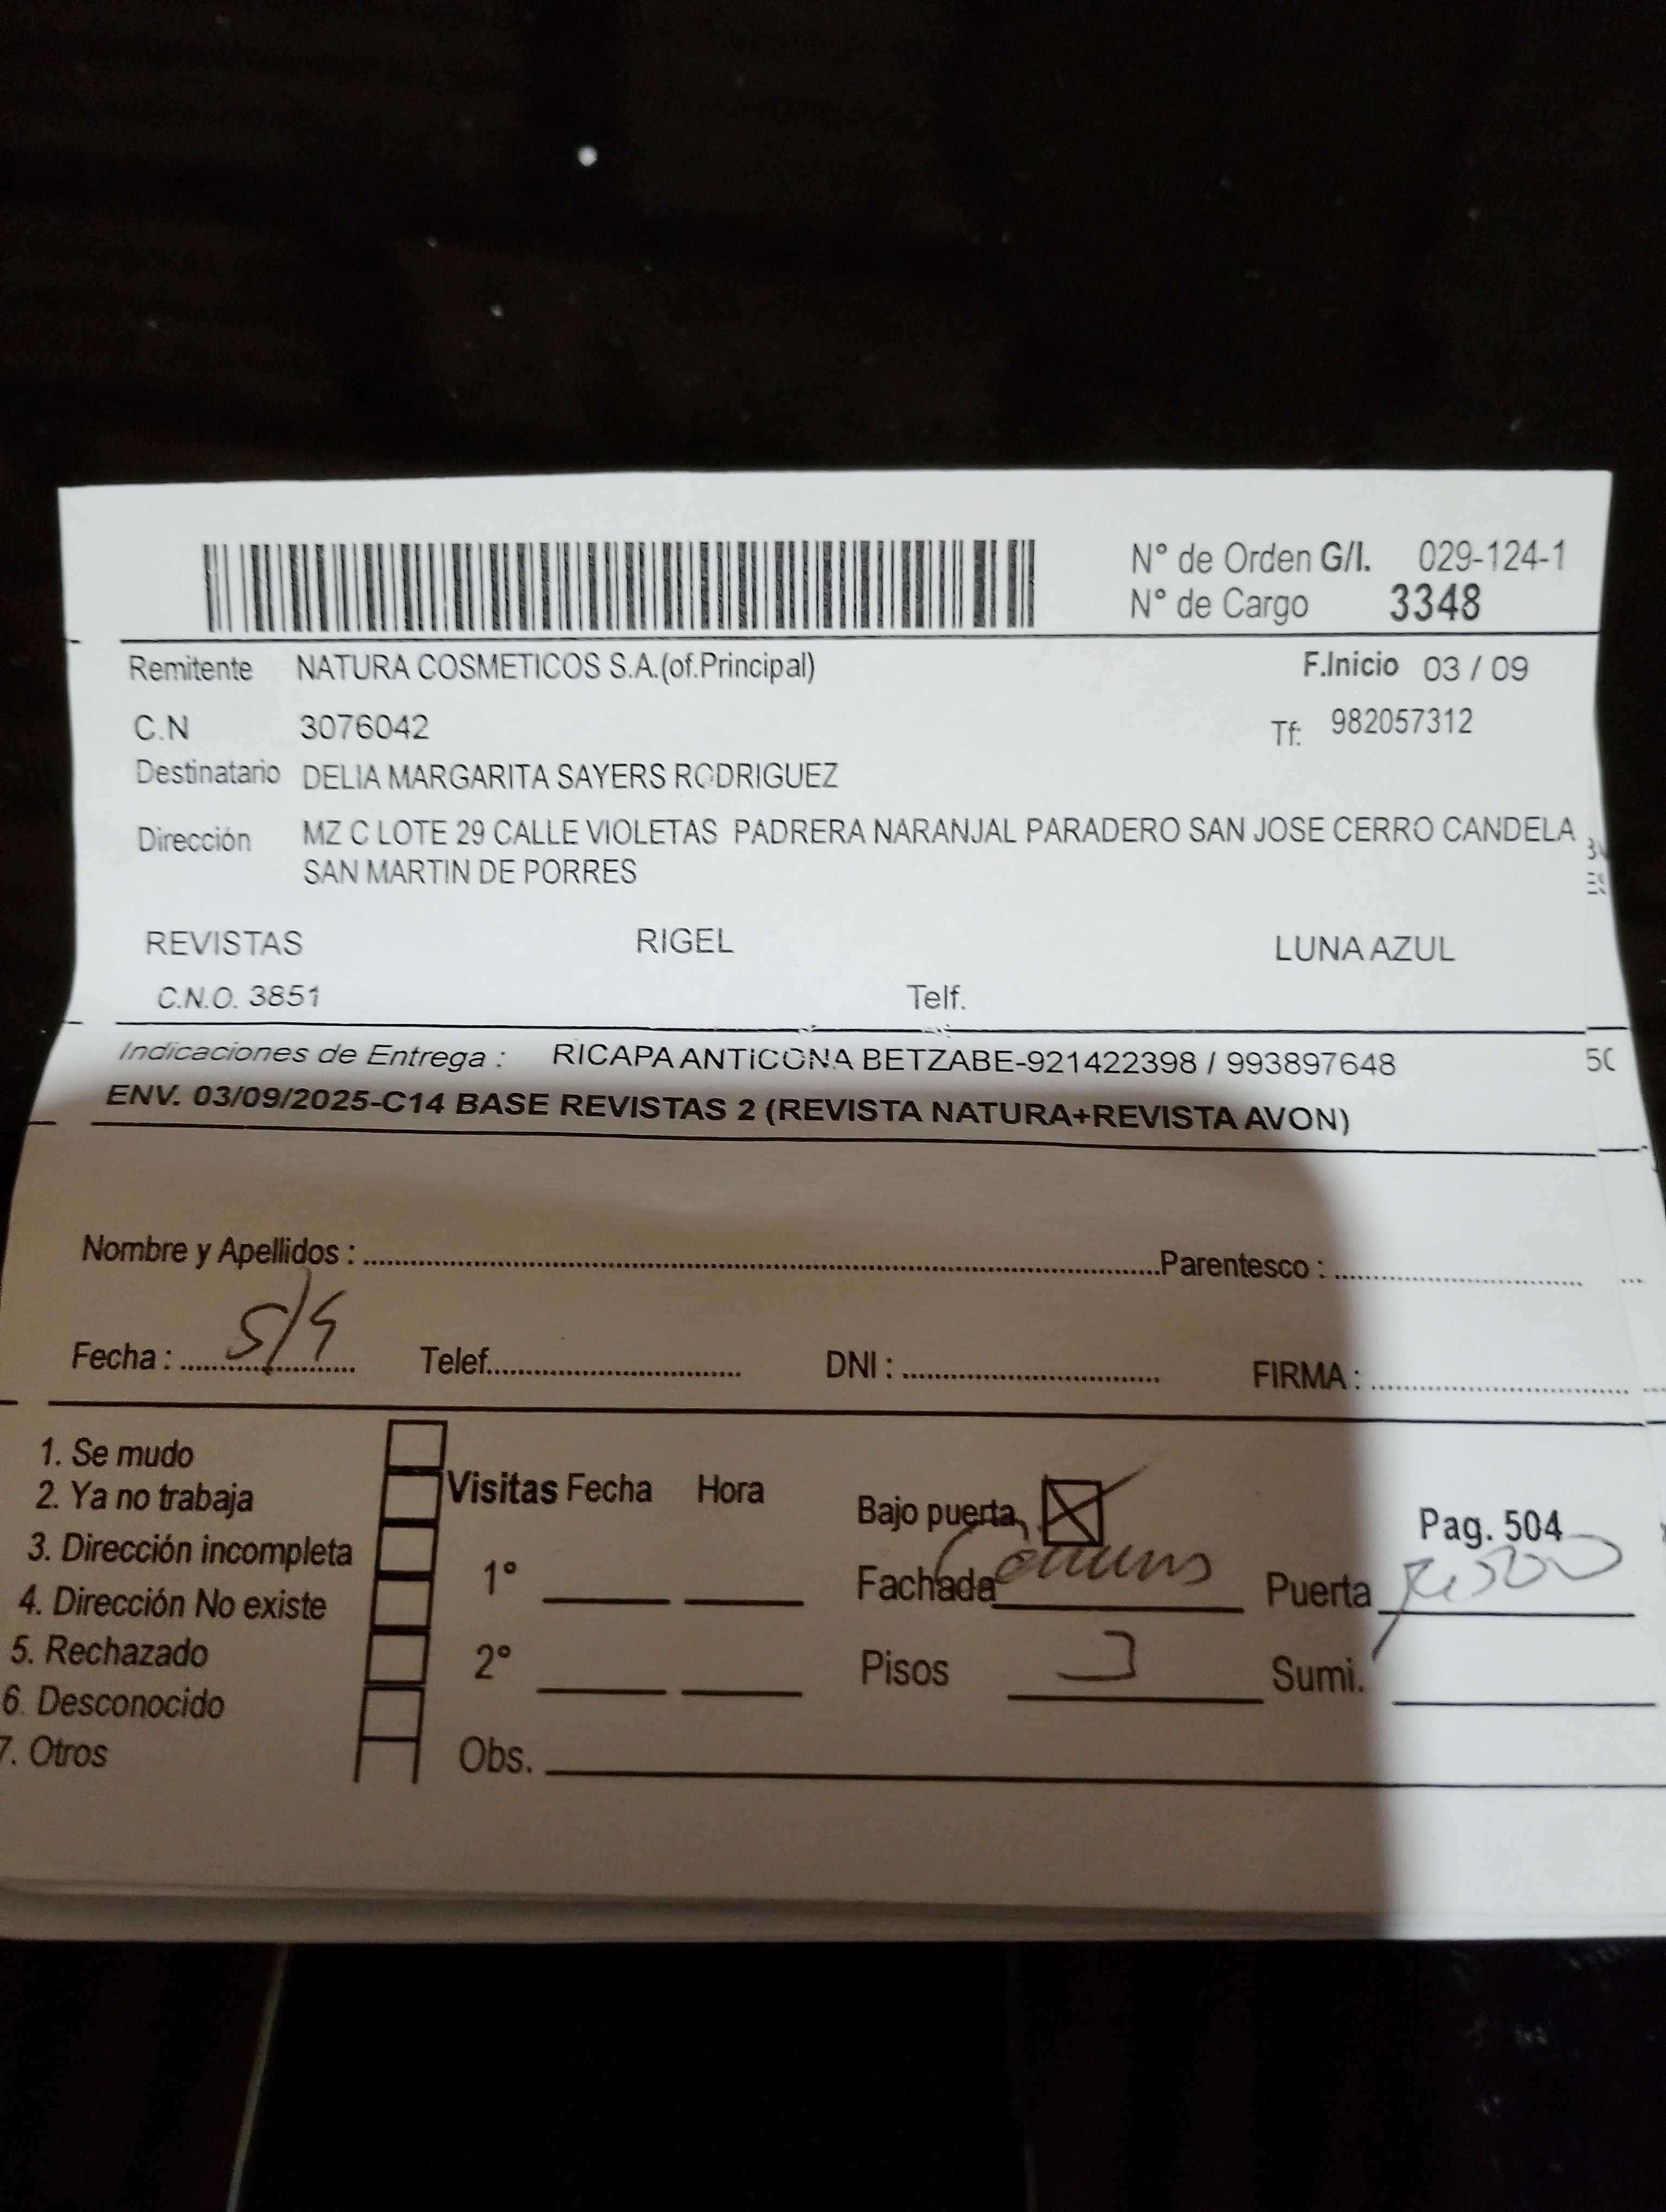 N° de Orden G/I. 029-124-1
N° de Cargo 3348
Remitente NATURA COSMETICOS S.A.(of.Principal) F.Inicio 03 / 09
C.N 3076042 Tf: 982057312
Destinatario DELIA MARGARITA SAYERS RODRIGUEZ
Dirección MZ C LOTE 29 CALLE VIOLETAS PADRERA NARANJAL PARADERO SAN JOSE CERRO CANDELA
SAN MARTIN DE PORRES
REVISTAS RIGEL LUNA AZUL
C.N.O. 3851 Telf.
Indicaciones de Entrega : RICAPA ANTICONA BETZABE-921422398 / 993897648
ENV. 03/09/2025-C14 BASE REVISTAS 2 (REVISTA NATURA+REVISTA AVON)
Nombre y Apellidos : Parentesco :
Fecha : Telef. DNI : FIRMA :
1. Se mudo
2. Ya no trabaja
3. Dirección incompleta
4. Dirección No existe
5. Rechazado
6. Desconocido
7. Otros
Visitas Fecha Hora
1°
2°
Obs.
Bajo puerta
Pag. 504
Fachada Puerta
Pisos Sumi.